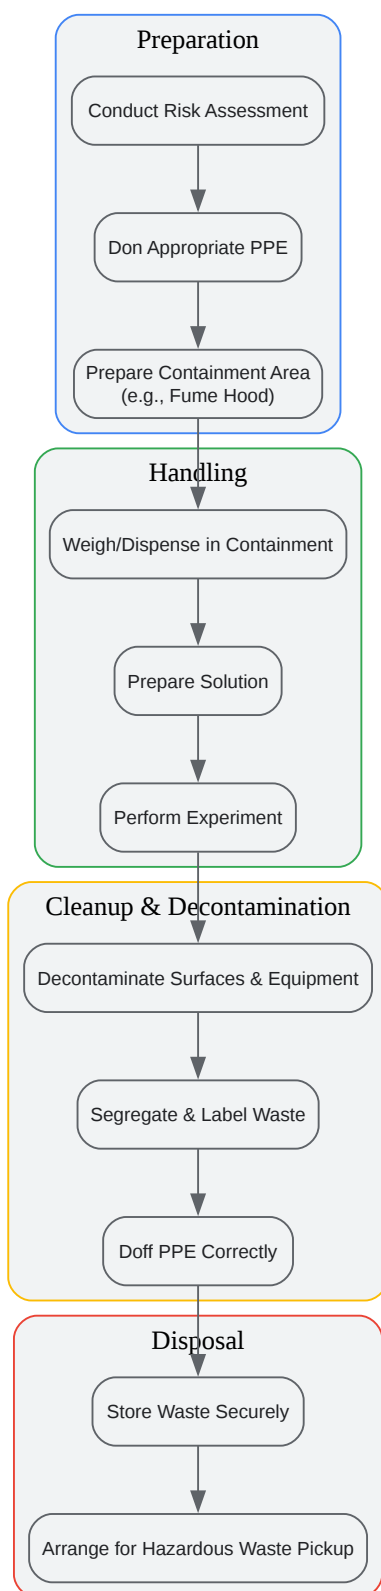 Preparation
Conduct Risk Assessment
Don Appropriate PPE
Prepare Containment Area
(e.g., Fume Hood)
Handling
Weigh/Dispense in Containment
Prepare Solution
Perform Experiment
Cleanup & Decontamination
Decontaminate Surfaces & Equipment
Segregate & Label Waste
Doff PPE Correctly
Disposal
Store Waste Securely
Arrange for Hazardous Waste Pickup